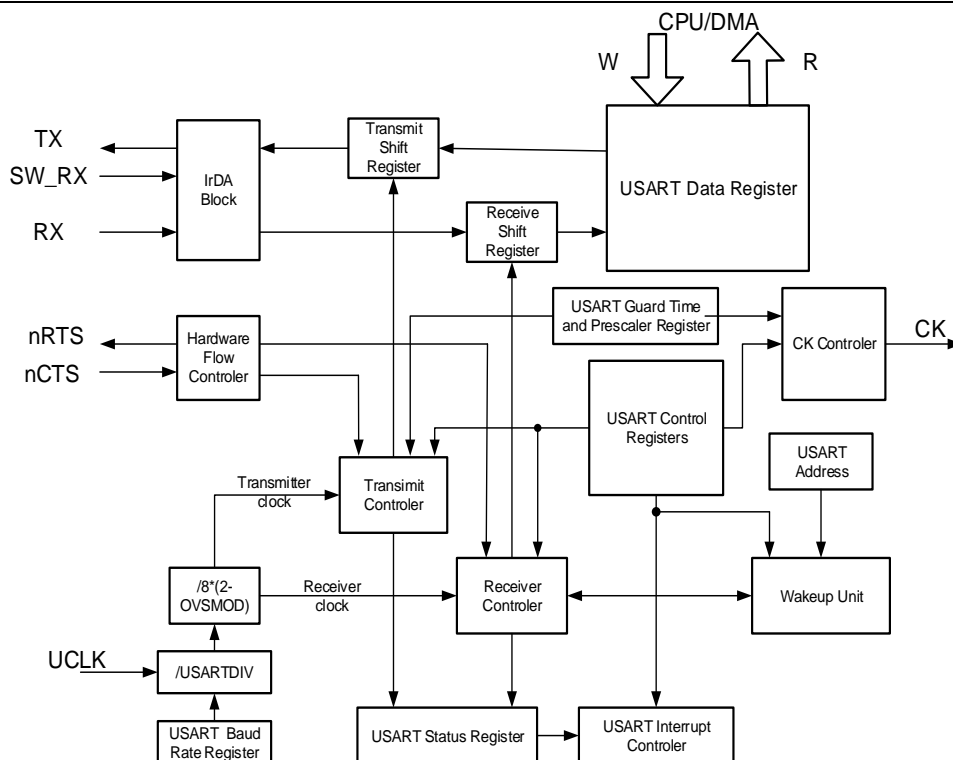 CPU/DMA
W
R
TX
SW_RX
RX
IrDA
Block
Transmit
Shift
Register
Receive
Shift
Register
USART Data Register
nRTS
nCTS
Hardware
Flow
Controler
USART Guard Time
and Prescaler Register
CK Controler
CK
USART Control
Registers
USART
Address
Transmitter
clock
Transimit
Controler
/8*(2-
OVSMOD)
Receiver
clock
Receiver
Controler
Wakeup Unit
UCLK
/USARTDIV
USART Baud
Rate Register
USART Status Register
USART Interrupt
Controler